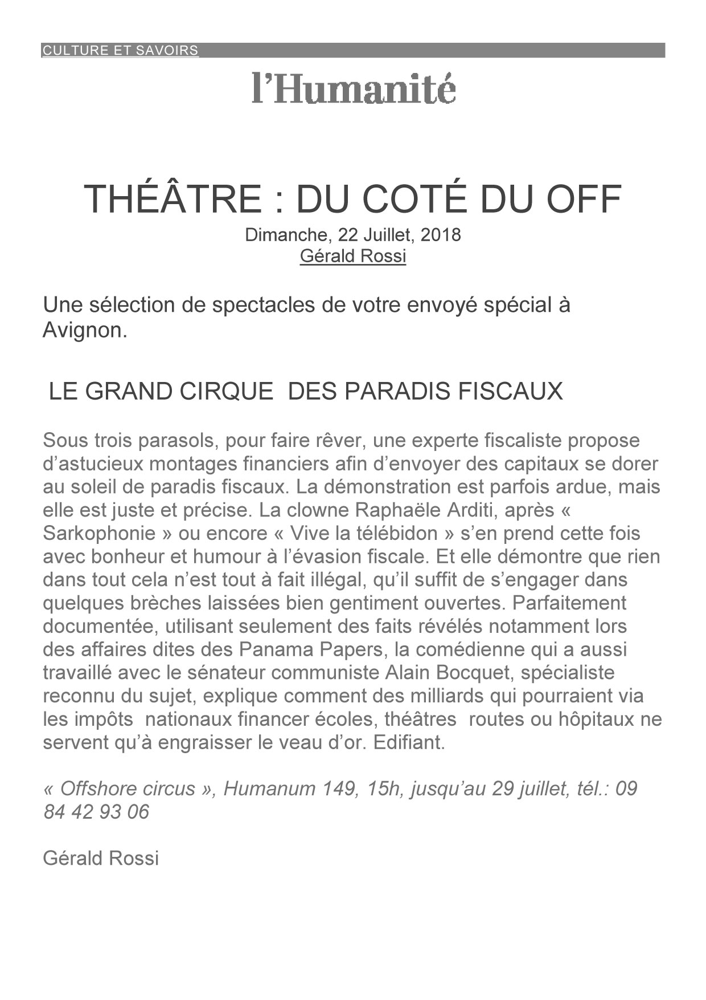 CULTURE ET SAVOIRS
l’Humanité
THÉÂTRE : DU COTÉ DU OFF
Dimanche, 22 Juillet, 2018
Gérald Rossi
Une sélection de spectacles de votre envoyé spécial à
Avignon.
LE GRAND CIRQUE  DES PARADIS FISCAUX
Sous trois parasols, pour faire rêver, une experte fiscaliste propose
d’astucieux montages financiers afin d’envoyer des capitaux se dorer
au soleil de paradis fiscaux. La démonstration est parfois ardue, mais
elle est juste et précise. La clowne Raphaële Arditi, après «
Sarkophonie » ou encore « Vive la télébidon » s’en prend cette fois
avec bonheur et humour à l’évasion fiscale. Et elle démontre que rien
dans tout cela n’est tout à fait illégal, qu’il suffit de s’engager dans
quelques brèches laissées bien gentiment ouvertes. Parfaitement
documentée, utilisant seulement des faits révélés notamment lors
des affaires dites des Panama Papers, la comédienne qui a aussi
travaillé avec le sénateur communiste Alain Bocquet, spécialiste
reconnu du sujet, explique comment des milliards qui pourraient via
les impôts  nationaux financer écoles, théâtres  routes ou hôpitaux ne
servent qu’à engraisser le veau d’or. Edifiant.
« Offshore circus », Humanum 149, 15h, jusqu’au 29 juillet, tél.: 09
84 42 93 06
Gérald Rossi